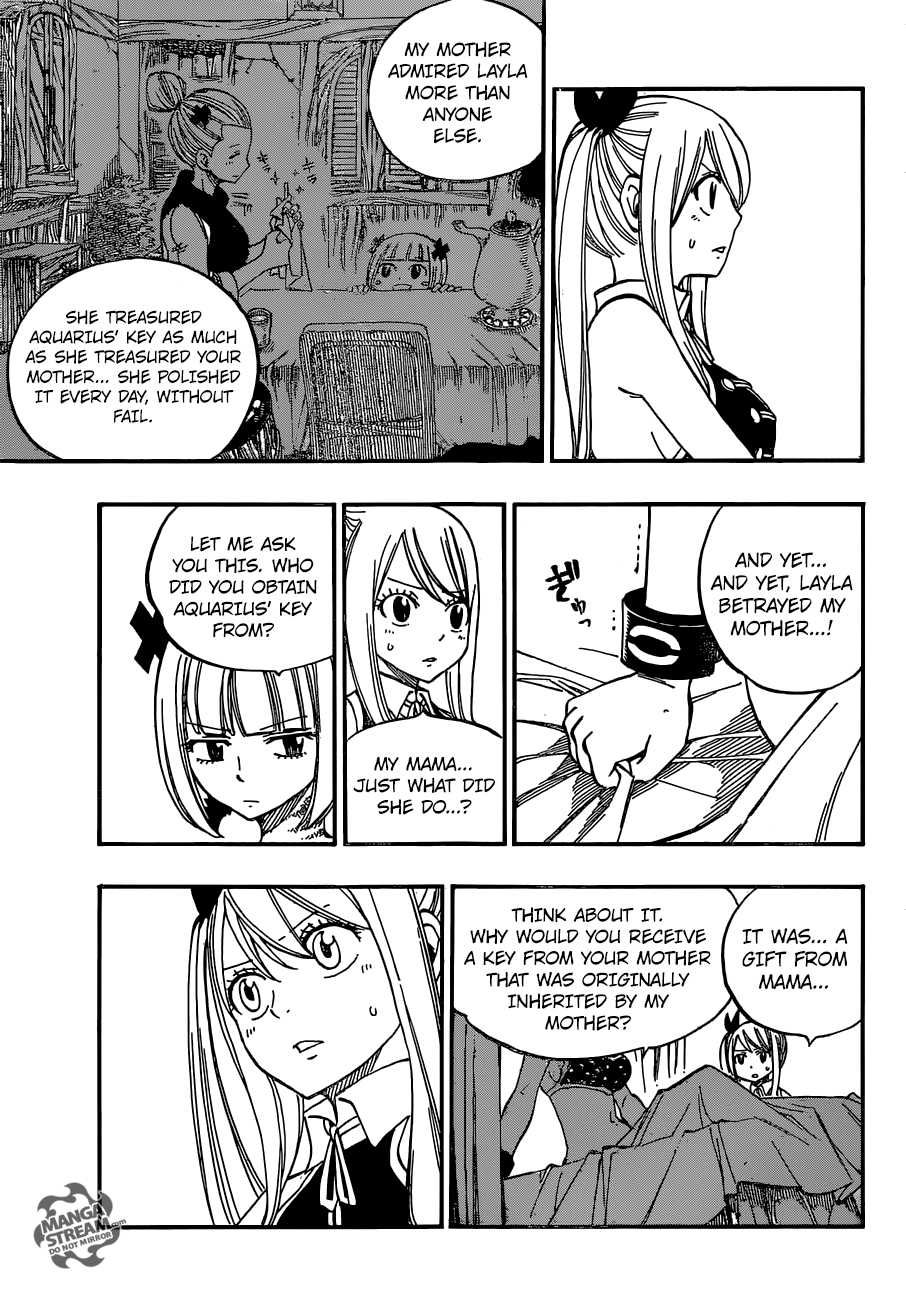 MY MOTHER
ADMIRED LAYLA
MORE THAN
ANYONE
ELSE.
SHE TREASURED
AQUARIUS' KEY AS MUCH
AS SHE TREASURED YOUR
MOTHER... SHE POLISHED
IT EVERY DAY, WITHOUT
FAIL.
AND YET...
AND YET, LAYLA
BETRAYED MY
MOTHER...!
ぎゅ
MY MAMA...
JUST WHAT DID
SHE DO...?
LET ME ASK
YOU THIS. WHO
DID YOU OBTAIN
AQUARIUS' KEY
FROM?
IT WAS... A
GIFT FROM
MAMA...
THINK ABOUT IT.
WHY WOULD YOU RECEIVE
A KEY FROM YOUR MOTHER
THAT WAS ORIGINALLY
INHERITED BY MY
MOTHER?
MANGA
STREAM.com
DO NOT MIRROR